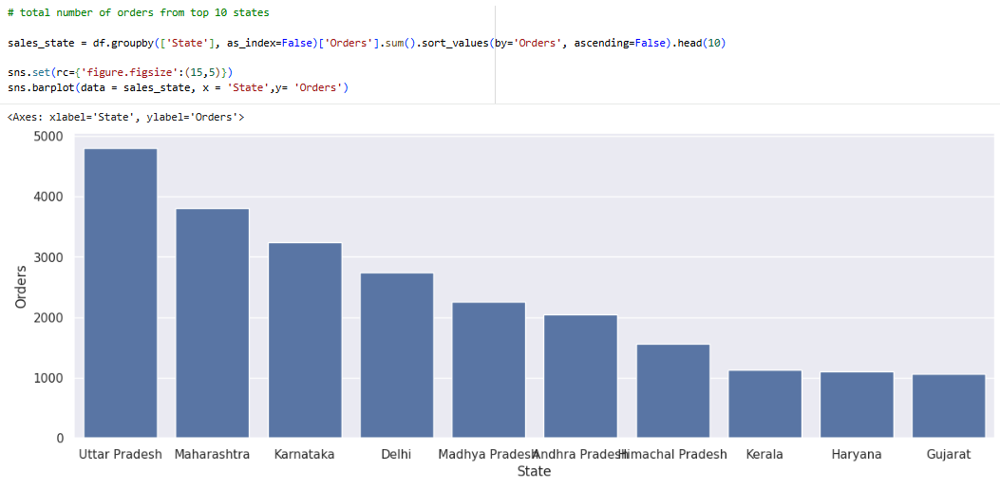 # total number of orders from top 10 states
sales_state = df.groupby(['State'], as_index=False)['Orders'].sum().sort_values(by='Orders', ascending=False).head(10)
sns.set(rc={'figure.figsize':(15,5)})
sns.barplot(data = sales_state, x = 'State',y= 'Orders')
<Axes: xlabel='State', ylabel='Orders'>
5000
4000
3000
2000
1000
0
Orders
Uttar Pradesh Maharashtra Karnataka Delhi Madhya Pradesh Andhra Pradesh Himachal Pradesh Kerala Haryana Gujarat
State